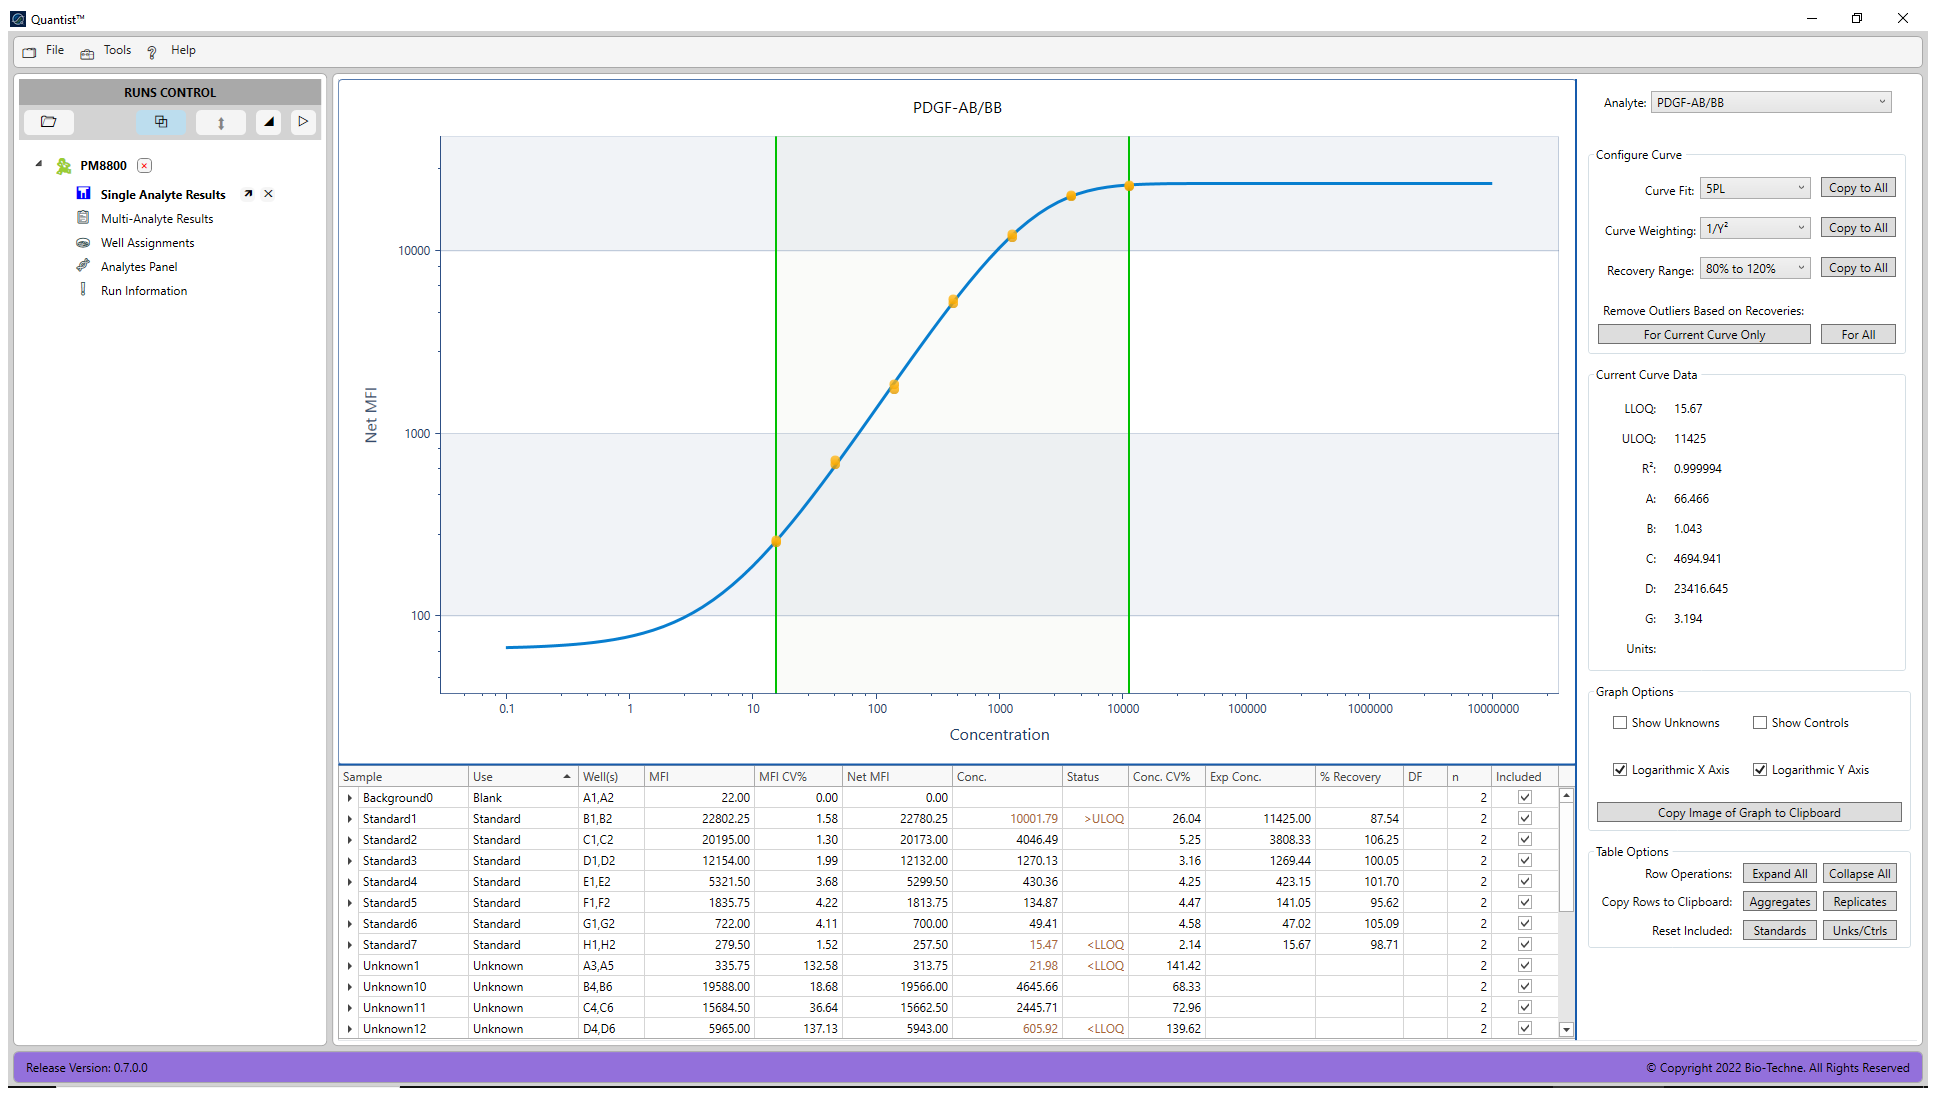 Quantist™
File Tools Help
RUNS CONTROL
PM8800
Single Analyte Results
Multi-Analyte Results
Well Assignments
Analytes Panel
Run Information
PDGF-AB/BB
Net MFI
10000
1000
100
0.1 1 10 100 1000 10000 100000 1000000 10000000
Concentration
Sample Use Well(s) MFI MFI CV% Net MFI Conc. Status Conc. CV% Exp Conc. % Recovery DF n Included
Background0 Blank A1,A2 22.00 0.00 0.00 2
Standard1 Standard B1,B2 22802.25 1.58 22780.25 10001.79 >ULOQ 26.04 11425.00 87.54 2
Standard2 Standard C1,C2 20195.00 1.30 20173.00 4046.49 5.25 3808.33 106.25 2
Standard3 Standard D1,D2 12154.00 1.99 12132.00 1270.13 3.16 1269.44 100.05 2
Standard4 Standard E1,E2 5321.50 3.68 5299.50 430.36 4.25 423.15 101.70 2
Standard5 Standard F1,F2 1835.75 4.22 1813.75 134.87 4.47 141.05 95.62 2
Standard6 Standard G1,G2 722.00 4.11 700.00 49.41 4.58 47.02 105.09 2
Standard7 Standard H1,H2 279.50 1.52 257.50 15.47 <LLOQ 2.14 15.67 98.71 2
Unknown1 Unknown A3,A5 335.75 132.58 313.75 21.98 <LLOQ 141.42 2
Unknown10 Unknown B4,B6 19588.00 18.68 19566.00 4645.66 68.33 2
Unknown11 Unknown C4,C6 15684.50 36.64 15662.50 2445.71 72.96 2
Unknown12 Unknown D4,D6 5965.00 137.13 5943.00 605.92 <LLOQ 139.62 2
Analyte: PDGF-AB/BB
Configure Curve
Curve Fit: 5PL Copy to All
Curve Weighting: 1/Y² Copy to All
Recovery Range: 80% to 120% Copy to All
Remove Outliers Based on Recoveries:
For Current Curve Only For All
Current Curve Data
LLOQ: 15.67
ULOQ: 11425
R²: 0.999994
A: 66.466
B: 1.043
C: 4694.941
D: 23416.645
G: 3.194
Units:
Graph Options
Show Unknowns Show Controls
Logarithmic X Axis Logarithmic Y Axis
Copy Image of Graph to Clipboard
Table Options
Row Operations: Expand All Collapse All
Copy Rows to Clipboard: Aggregates Replicates
Reset Included: Standards Unks/Ctrls
Release Version: 0.7.0.0
© Copyright 2022 Bio-Techne. All Rights Reserved